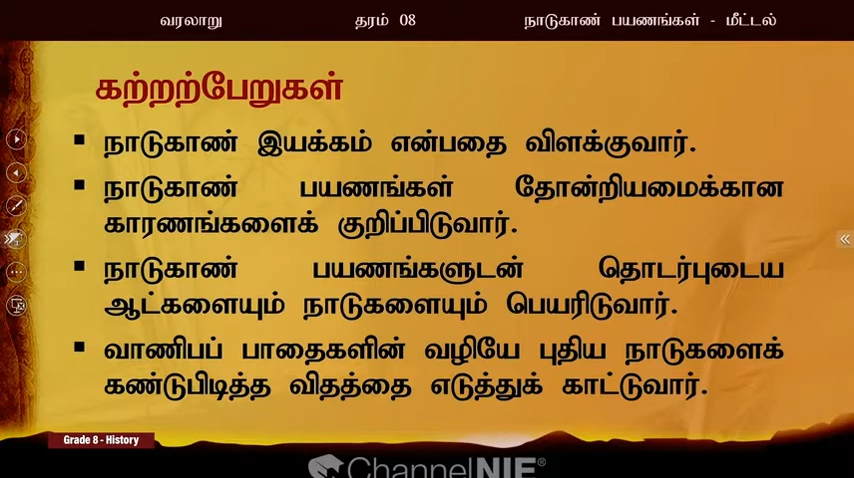 வரலாறு தரம் 08 நாடுகாண் பயணங்கள் - மீட்டல்
கற்றற்பேறுகள்
▪ நாடுகாண் இயக்கம் என்பதை விளக்குவார்.
▪ நாடுகாண் பயணங்கள் தோன்றியமைக்கான
காரணங்களைக் குறிப்பிடுவார்.
▪ நாடுகாண் பயணங்களுடன் தொடர்புடைய
ஆட்களையும் நாடுகளையும் பெயரிடுவார்.
▪ வாணிபப் பாதைகளின் வழியே புதிய நாடுகளைக்
கண்டுபிடித்த விதத்தை எடுத்துக் காட்டுவார்.
Grade 8 - History
ChannelNIE®